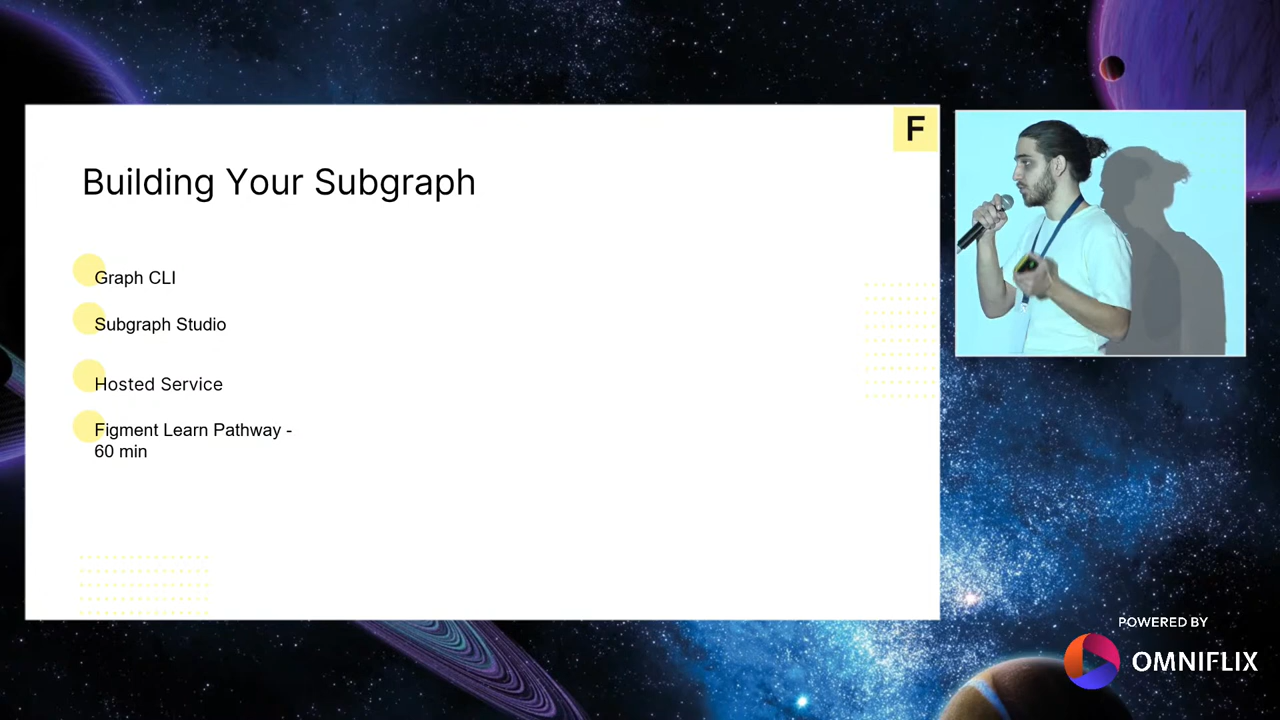 F
Building Your Subgraph
Graph CLI
Subgraph Studio
Hosted Service
Figment Learn Pathway -
60 min
POWERED BY
OMNIFLIX